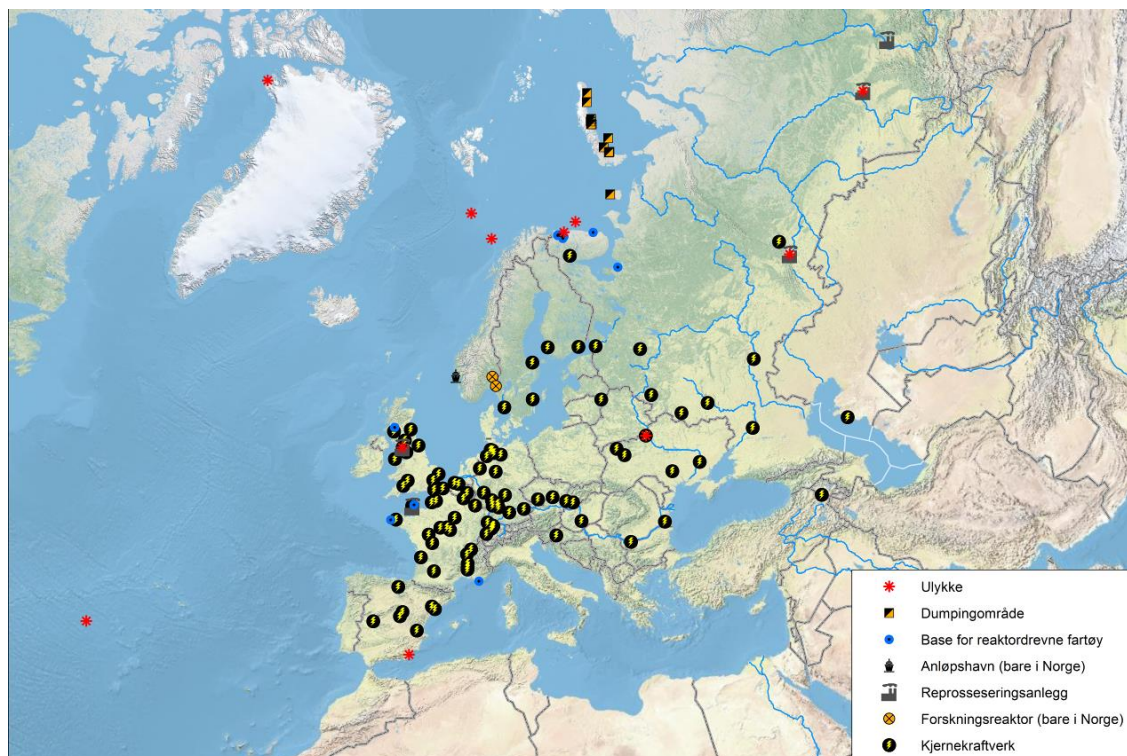 Ulykke
Dumpingområde
Base for reaktordrevne fartøy
Anløpshavn (bare i Norge)
Reprosseseringsanlegg
Forskningsreaktor (bare i Norge)
Kjernekraftverk